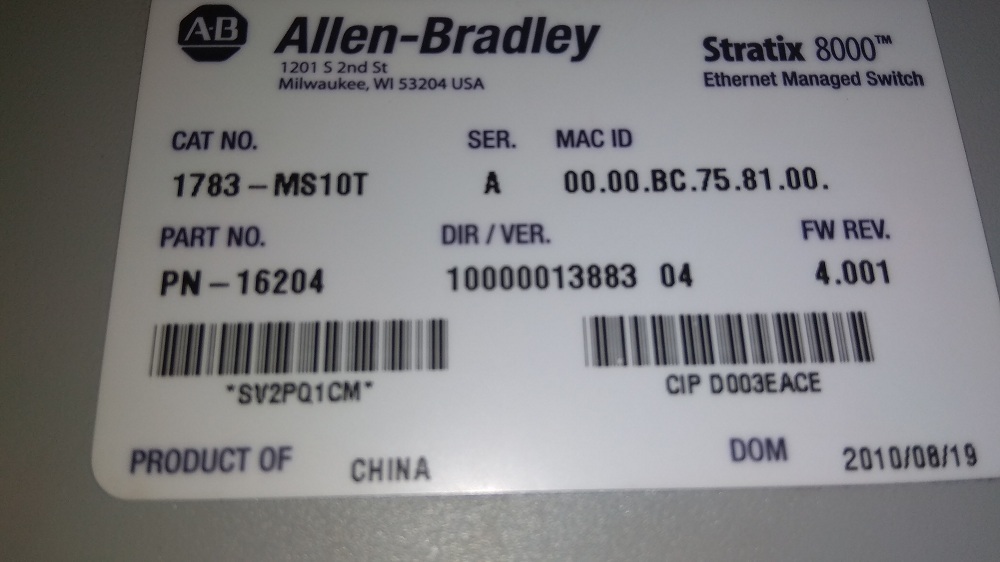 A-B Allen-Bradley
1201 S 2nd St
Milwaukee, WI 53204 USA
Stratix 8000™
Ethernet Managed Switch
CAT NO. SER. MAC ID
1783-MS10T A 00.00.BC.75.81.00.
PART NO. DIR / VER. FW REV.
PN-16204 10000013883 04 4.001
*SV2PQ1CM* CIP D003EACE
PRODUCT OF CHINA DOM 2010/08/19